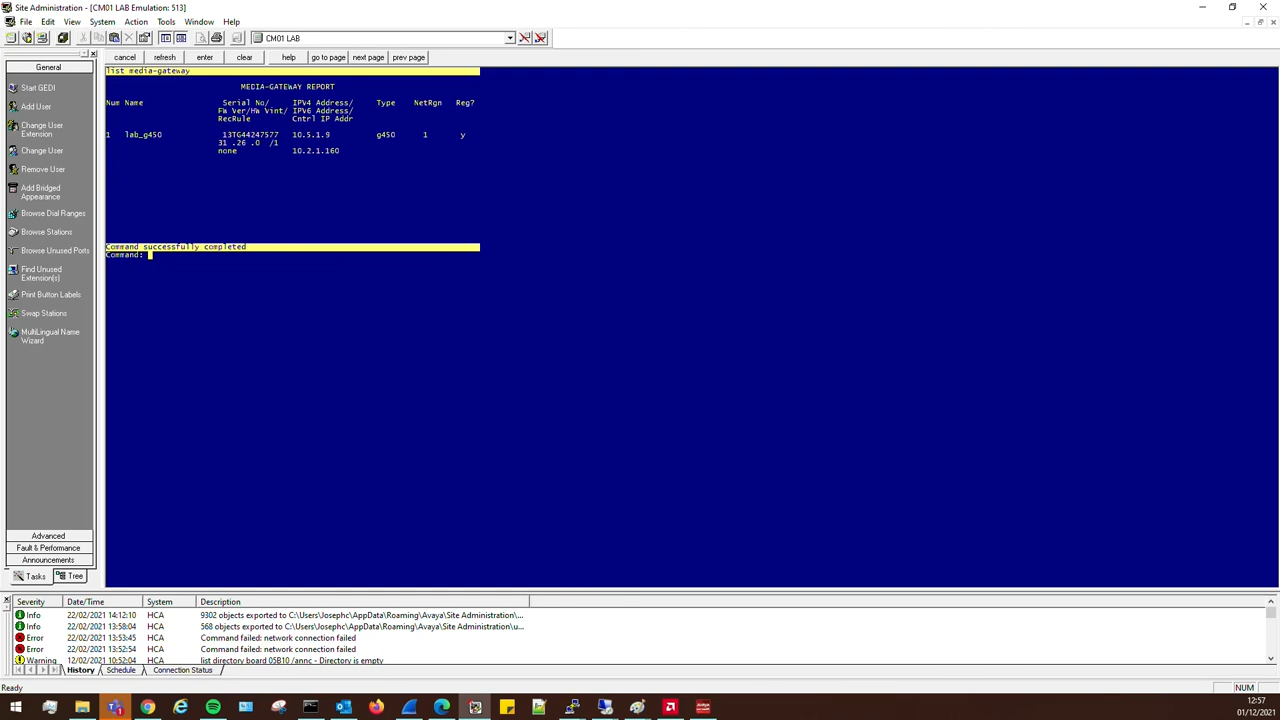 Site Administration - [CM01 LAB Emulation: 513]
File Edit View System Action Tools Window Help
CM01 LAB
General
cancel refresh enter clear help go to page next page prev page
list media-gateway
MEDIA-GATEWAY REPORT
Num Name Serial No/ IPV4 Address/ Type NetRgn Reg?
FW Ver/HW Vint/ IPV6 Address/
RecRule Cntrl IP Addr
1 lab_g450 13TG44247577 10.5.1.9 g450 1 y
31 .26 .0 /1
none 10.2.1.160
Command successfully completed
Command:
Start GEDI
Add User
Change User
Extension
Change User
Remove User
Add Bridged
Appearance
Browse Dial Ranges
Browse Stations
Browse Unused Ports
Find Unused
Extension(s)
Print Button Labels
Swap Stations
MultiLingual Name
Wizard
Advanced
Fault & Performance
Announcements
Tasks Tree
Severity Date/Time System Description
Info 22/02/2021 14:12:10 HCA 9302 objects exported to C:\Users\Josephc\AppData\Roaming\Avaya\Site Administration\...
Info 22/02/2021 13:58:04 HCA 568 objects exported to C:\Users\Josephc\AppData\Roaming\Avaya\Site Administration\u...
Error 22/02/2021 13:53:45 HCA Command failed: network connection failed
Error 22/02/2021 13:52:54 HCA Command failed: network connection failed
Warning 12/02/2021 10:52:04 HCA list directory board 05B10 /annc - Directory is empty
History Schedule Connection Status
Ready NUM
12:57
01/12/2021